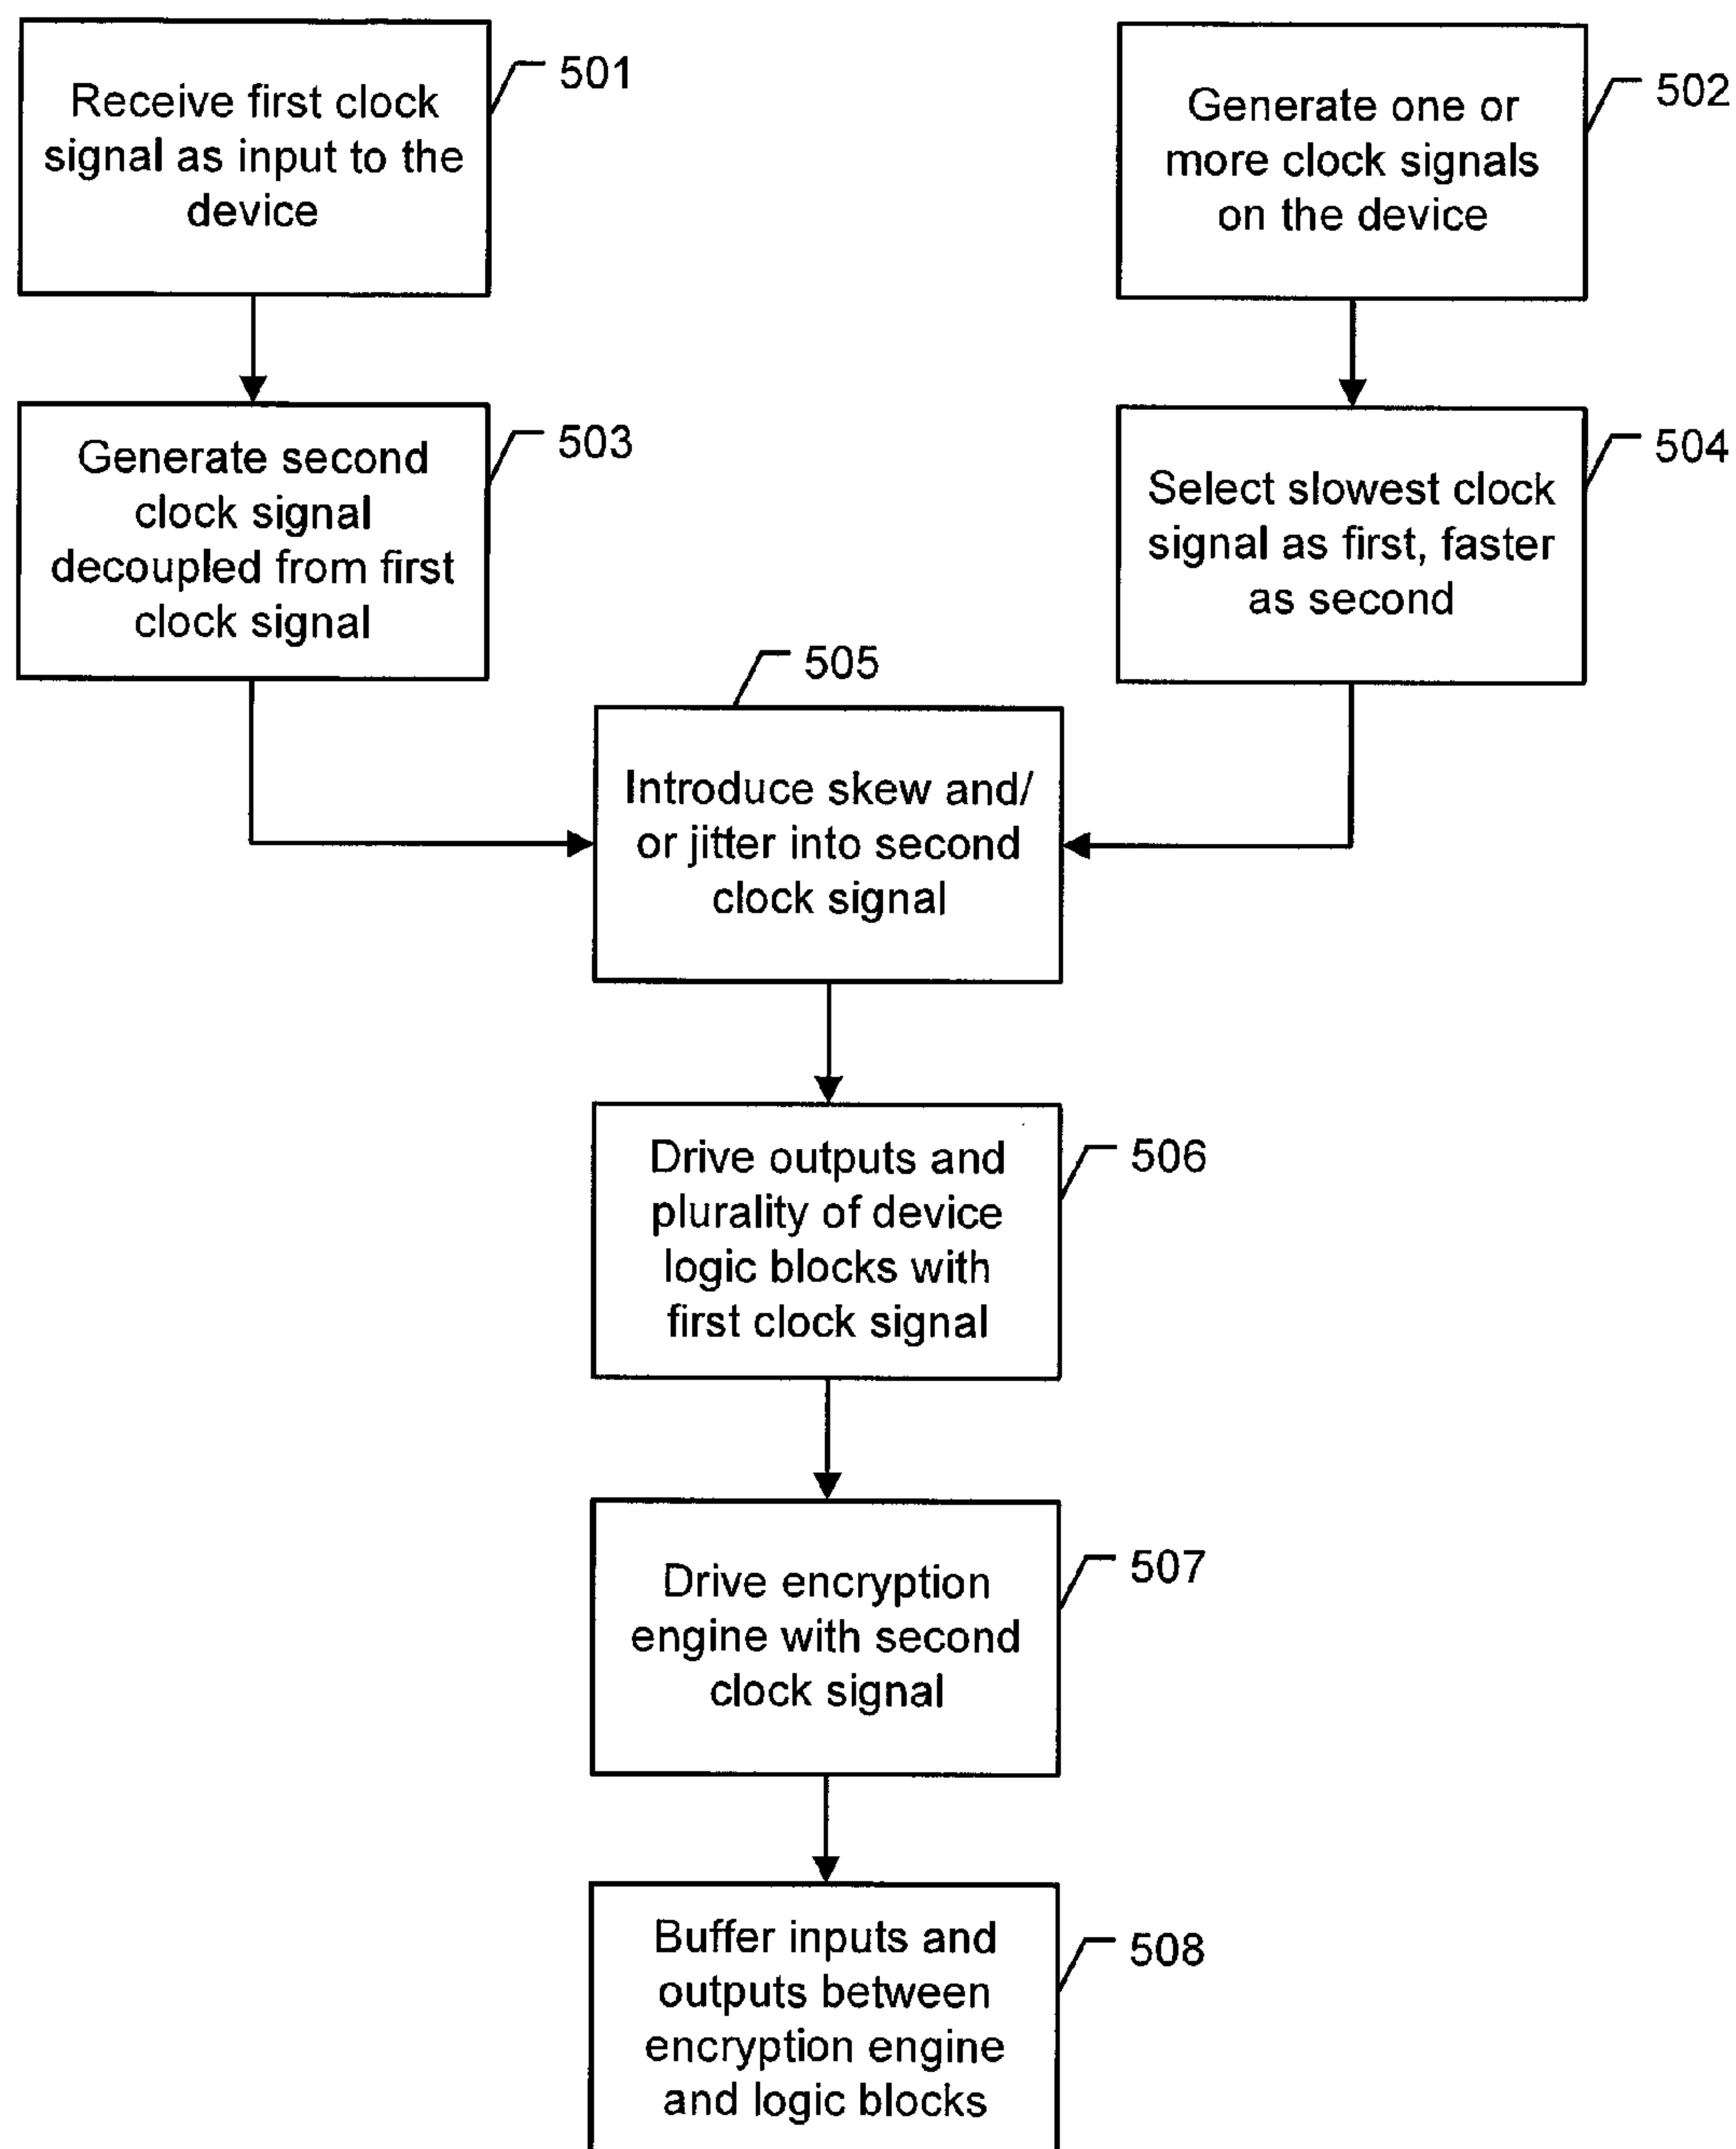 Receive first clock
signal as input to the
device
501
Generate one or
more clock signals
on the device
502
Generate second
clock signal
decoupled from first
clock signal
503
Select slowest clock
signal as first, faster
as second
504
505
Introduce skew and/
or jitter into second
clock signal
Drive outputs and
plurality of device
logic blocks with
first clock signal
506
Drive encryption
engine with second
clock signal
507
Buffer inputs and
outputs between
encryption engine
and logic blocks
508